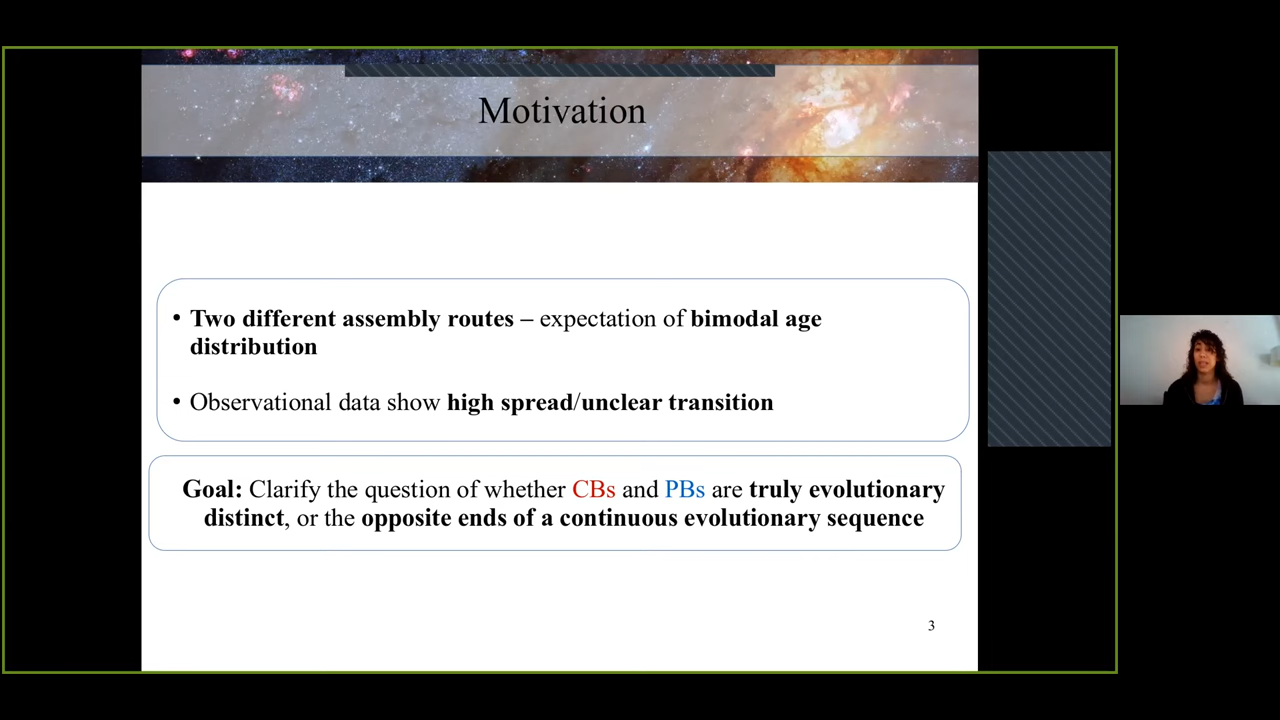 Motivation
• Two different assembly routes – expectation of bimodal age
distribution
• Observational data show high spread/unclear transition
Goal: Clarify the question of whether CBs and PBs are truly evolutionary
distinct, or the opposite ends of a continuous evolutionary sequence
3